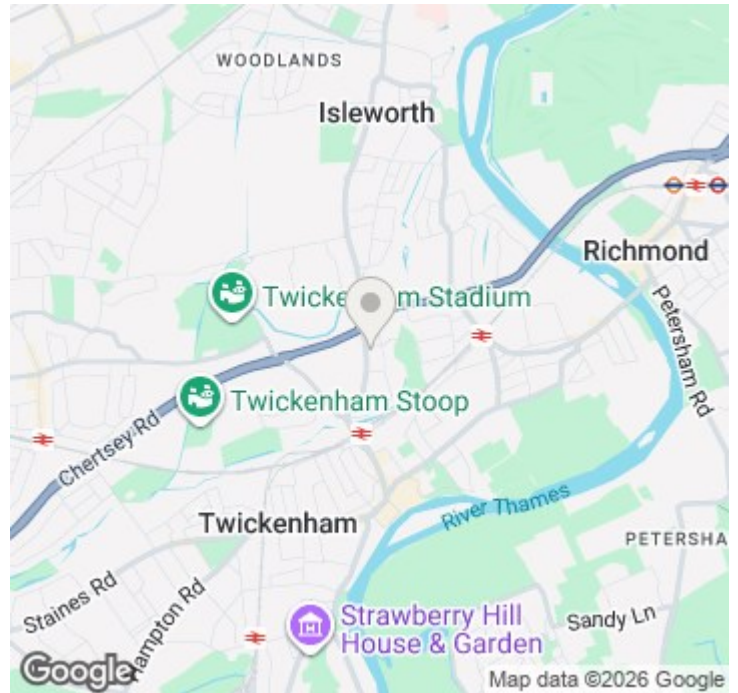 WOODLANDS
Isleworth
Richmond
Twickenham Stadium
Petersham Rd
Twickenham Stoop
Chertsey Rd
River Thames
Twickenham
PETERSHA
Staines Rd
Hampton Rd
Strawberry Hill
House & Garden
Sandy Ln
Google
Map data ©2026 Google